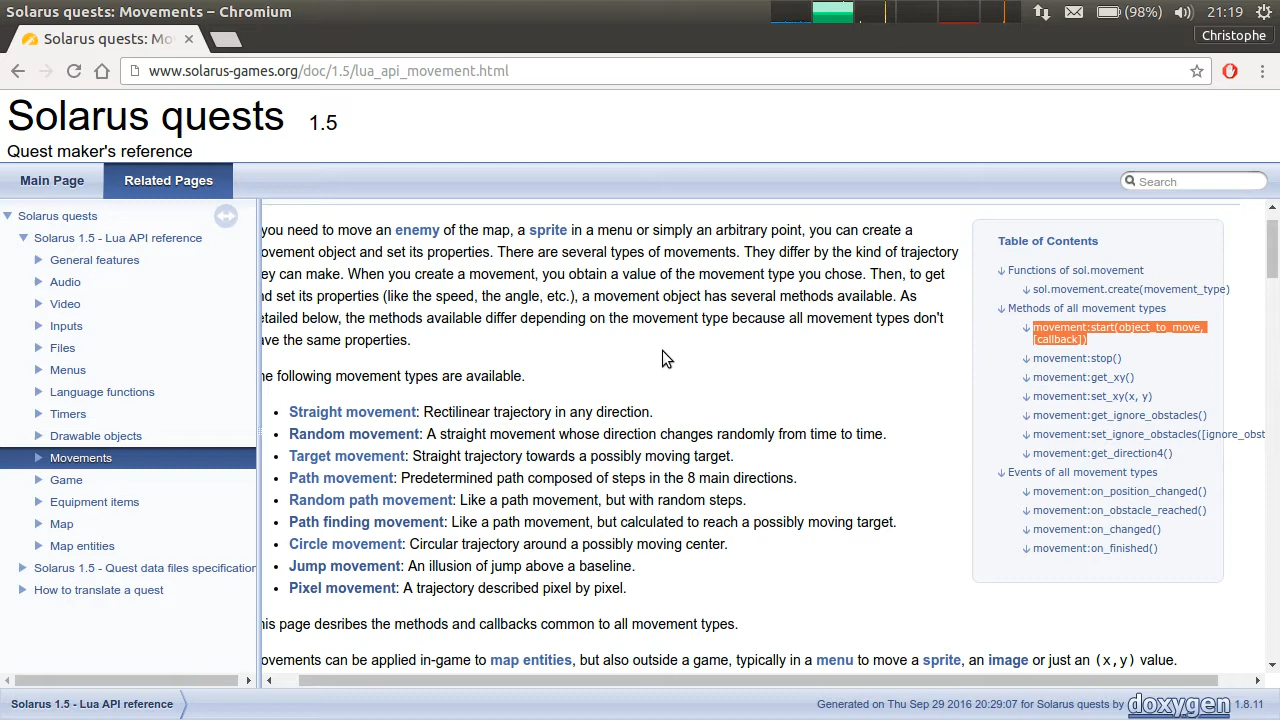 Solarus quests: Movements – Chromium
(98%)
21:19
Solarus quests: Mo
Christophe
www.solarus-games.org/doc/1.5/lua_api_movement.html
Solarus quests 1.5
Quest maker's reference
Main Page
Related Pages
Search
Solarus quests
Solarus 1.5 - Lua API reference
General features
Audio
Video
Inputs
Files
Menus
Language functions
Timers
Drawable objects
Movements
Game
Equipment items
Map
Map entities
Solarus 1.5 - Quest data files specification
How to translate a quest
you need to move an enemy of the map, a sprite in a menu or simply an arbitrary point, you can create a
ovement object and set its properties. There are several types of movements. They differ by the kind of trajectory
ey can make. When you create a movement, you obtain a value of the movement type you chose. Then, to get
nd set its properties (like the speed, the angle, etc.), a movement object has several methods available. As
etailed below, the methods available differ depending on the movement type because all movement types don't
ave the same properties.
he following movement types are available.
• Straight movement: Rectilinear trajectory in any direction.
• Random movement: A straight movement whose direction changes randomly from time to time.
• Target movement: Straight trajectory towards a possibly moving target.
• Path movement: Predetermined path composed of steps in the 8 main directions.
• Random path movement: Like a path movement, but with random steps.
• Path finding movement: Like a path movement, but calculated to reach a possibly moving target.
• Circle movement: Circular trajectory around a possibly moving center.
• Jump movement: An illusion of jump above a baseline.
• Pixel movement: A trajectory described pixel by pixel.
his page desribes the methods and callbacks common to all movement types.
ovements can be applied in-game to map entities, but also outside a game, typically in a menu to move a sprite, an image or just an (x,y) value.
Table of Contents
↓ Functions of sol.movement
↓ sol.movement.create(movement_type)
↓ Methods of all movement types
↓ movement:start(object_to_move,
[callback])
↓ movement:stop()
↓ movement:get_xy()
↓ movement:set_xy(x, y)
↓ movement:get_ignore_obstacles()
↓ movement:set_ignore_obstacles([ignore_obst
↓ movement:get_direction4()
↓ Events of all movement types
↓ movement:on_position_changed()
↓ movement:on_obstacle_reached()
↓ movement:on_changed()
↓ movement:on_finished()
Solarus 1.5 - Lua API reference
Generated on Thu Sep 29 2016 20:29:07 for Solarus quests by doxygen 1.8.11